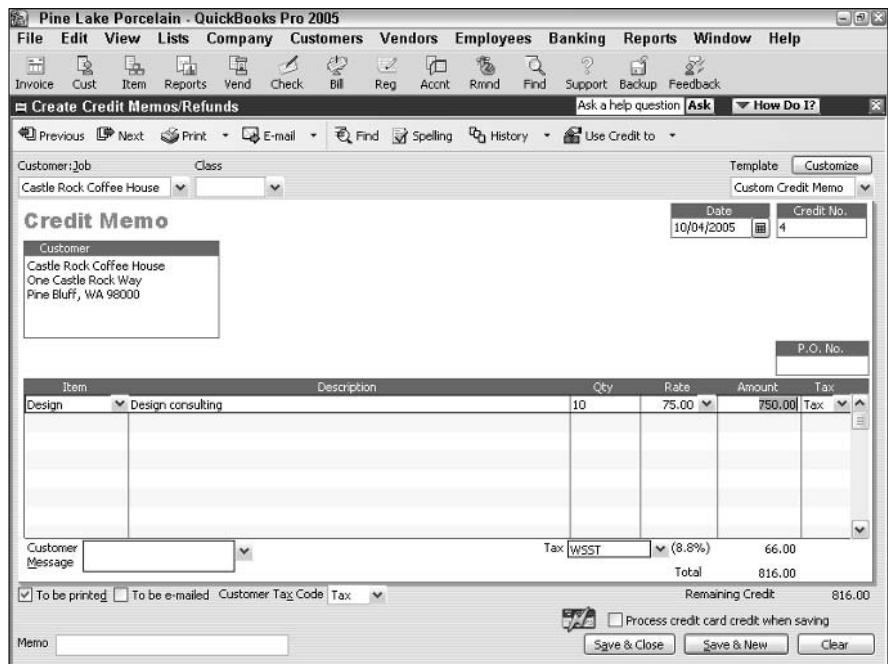 Pine Lake Porcelain - QuickBooks Pro 2005
File Edit View Lists Company Customers Vendors Employees Banking Reports Window Help
Invoice Cust Item Reports Vend Check Bill Reg Accnt Rmnd Find Support Backup Feedback
Create Credit Memos/Refunds Ask a help question Ask How Do I?
Previous Next Print E-mail Find Spelling History Use Credit to
Customer:Job Class Template Customize
Castle Rock Coffee House Custom Credit Memo
Credit Memo
Date Credit No.
10/04/2005 4
Customer
Castle Rock Coffee House
One Castle Rock Way
Pine Bluff, WA 98000
P.O. No.
Item Description Qty Rate Amount Tax
Design Design consulting 10 75.00 750.00 Tax
Customer Message
Tax WSST (8.8%) 66.00
Total 816.00
To be printed To be e-mailed Customer Tax Code Tax Remaining Credit 816.00
Process credit card credit when saving
Memo Save & Close Save & New Clear